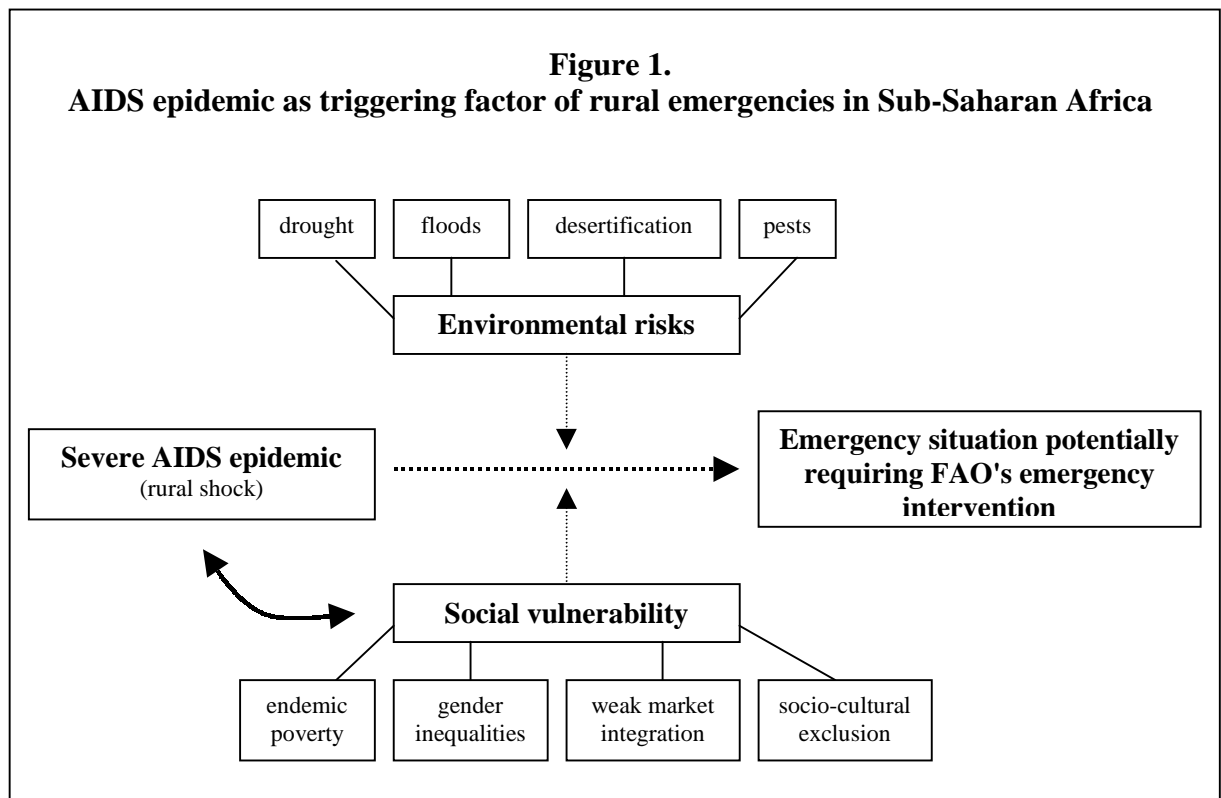 Figure 1.
AIDS epidemic as triggering factor of rural emergencies in Sub-Saharan Africa
drought
floods
desertification
pests
Environmental risks
Severe AIDS epidemic
(rural shock)
Emergency situation potentially
requiring FAO's emergency
intervention
Social vulnerability
endemic
poverty
gender
inequalities
weak market
integration
socio-cultural
exclusion